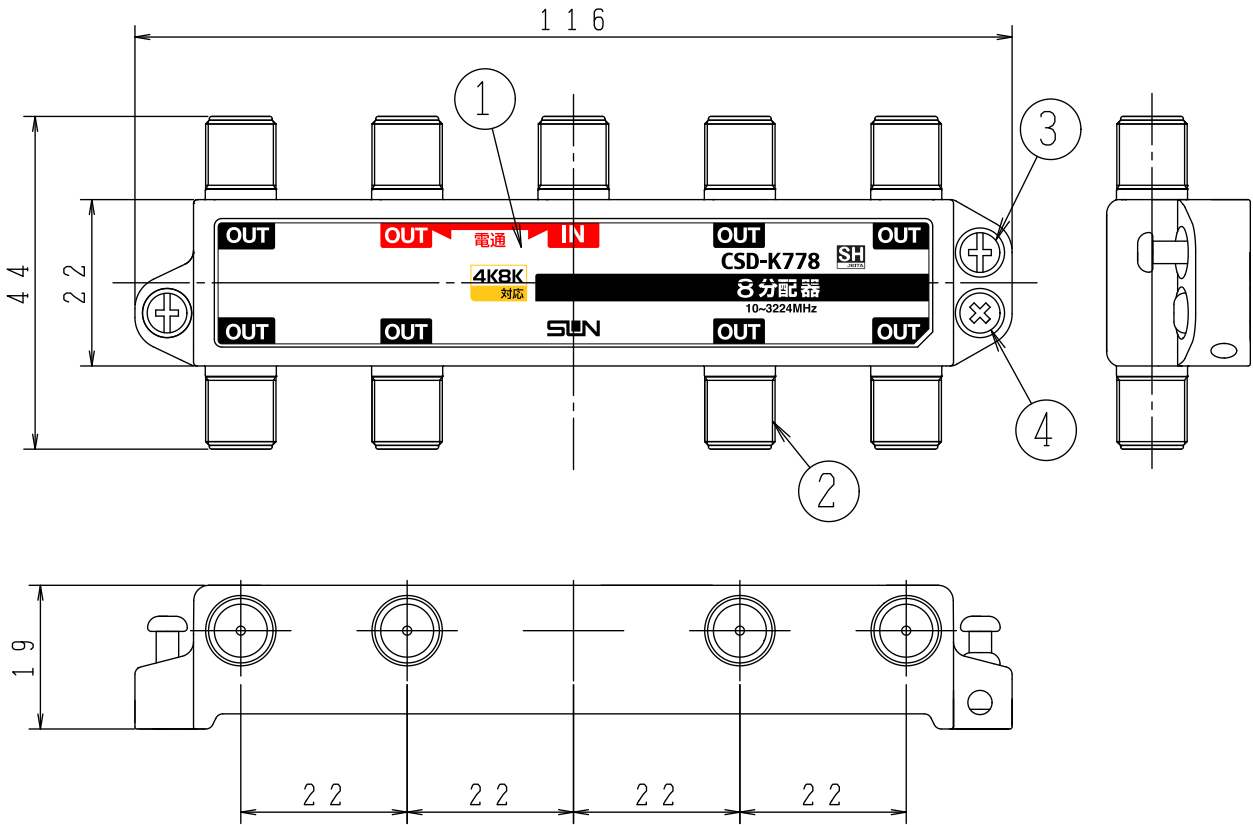 116
1
3
44
22
OUT
OUT
電通
IN
OUT
OUT
CSD-K778
SH
JEITA
4K8K
対応
8分配器
10~3224MHz
OUT
OUT
SUN
OUT
OUT
4
2
19
22
22
22
22